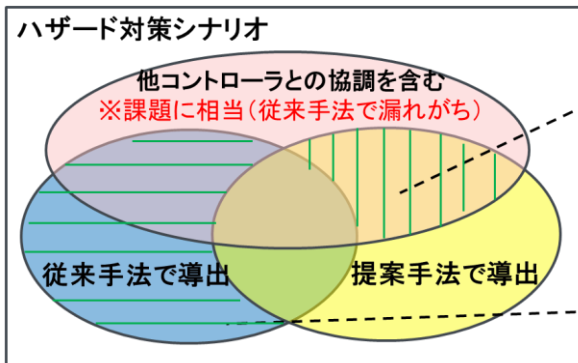 ハザード対策シナリオ
他コントローラとの協調を含む
※課題に相当(従来手法で漏れがち)
従来手法で導出
提案手法で導出